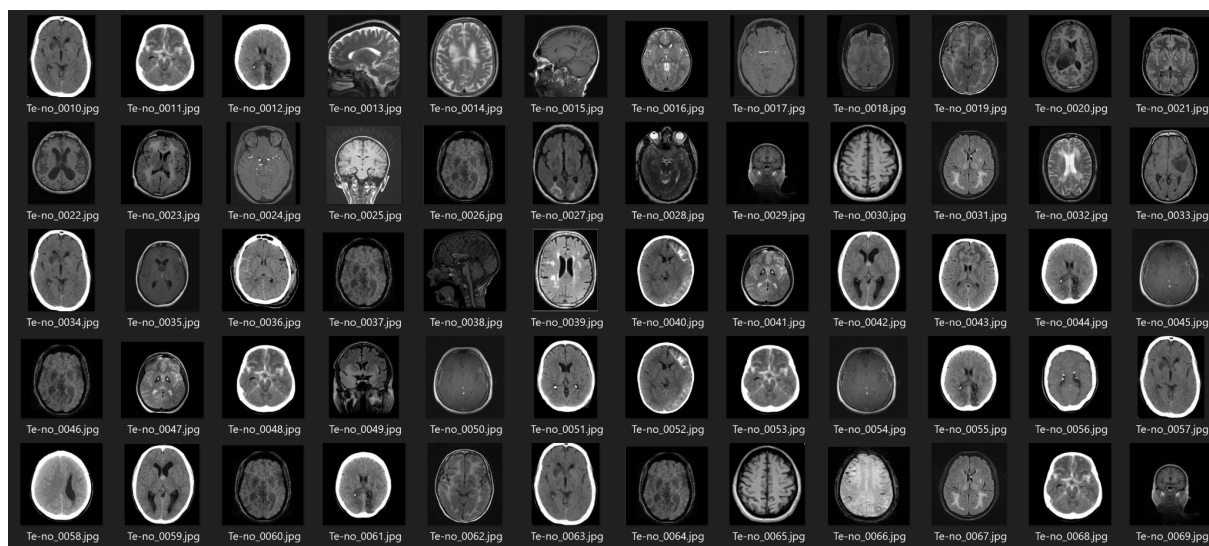 Te-no_0010.jpg Te-no_0011.jpg Te-no_0012.jpg Te-no_0013.jpg Te-no_0014.jpg Te-no_0015.jpg Te-no_0016.jpg Te-no_0017.jpg Te-no_0018.jpg Te-no_0019.jpg Te-no_0020.jpg Te-no_0021.jpg
Te-no_0022.jpg Te-no_0023.jpg Te-no_0024.jpg Te-no_0025.jpg Te-no_0026.jpg Te-no_0027.jpg Te-no_0028.jpg Te-no_0029.jpg Te-no_0030.jpg Te-no_0031.jpg Te-no_0032.jpg Te-no_0033.jpg
Te-no_0034.jpg Te-no_0035.jpg Te-no_0036.jpg Te-no_0037.jpg Te-no_0038.jpg Te-no_0039.jpg Te-no_0040.jpg Te-no_0041.jpg Te-no_0042.jpg Te-no_0043.jpg Te-no_0044.jpg Te-no_0045.jpg
Te-no_0046.jpg Te-no_0047.jpg Te-no_0048.jpg Te-no_0049.jpg Te-no_0050.jpg Te-no_0051.jpg Te-no_0052.jpg Te-no_0053.jpg Te-no_0054.jpg Te-no_0055.jpg Te-no_0056.jpg Te-no_0057.jpg
Te-no_0058.jpg Te-no_0059.jpg Te-no_0060.jpg Te-no_0061.jpg Te-no_0062.jpg Te-no_0063.jpg Te-no_0064.jpg Te-no_0065.jpg Te-no_0066.jpg Te-no_0067.jpg Te-no_0068.jpg Te-no_0069.jpg